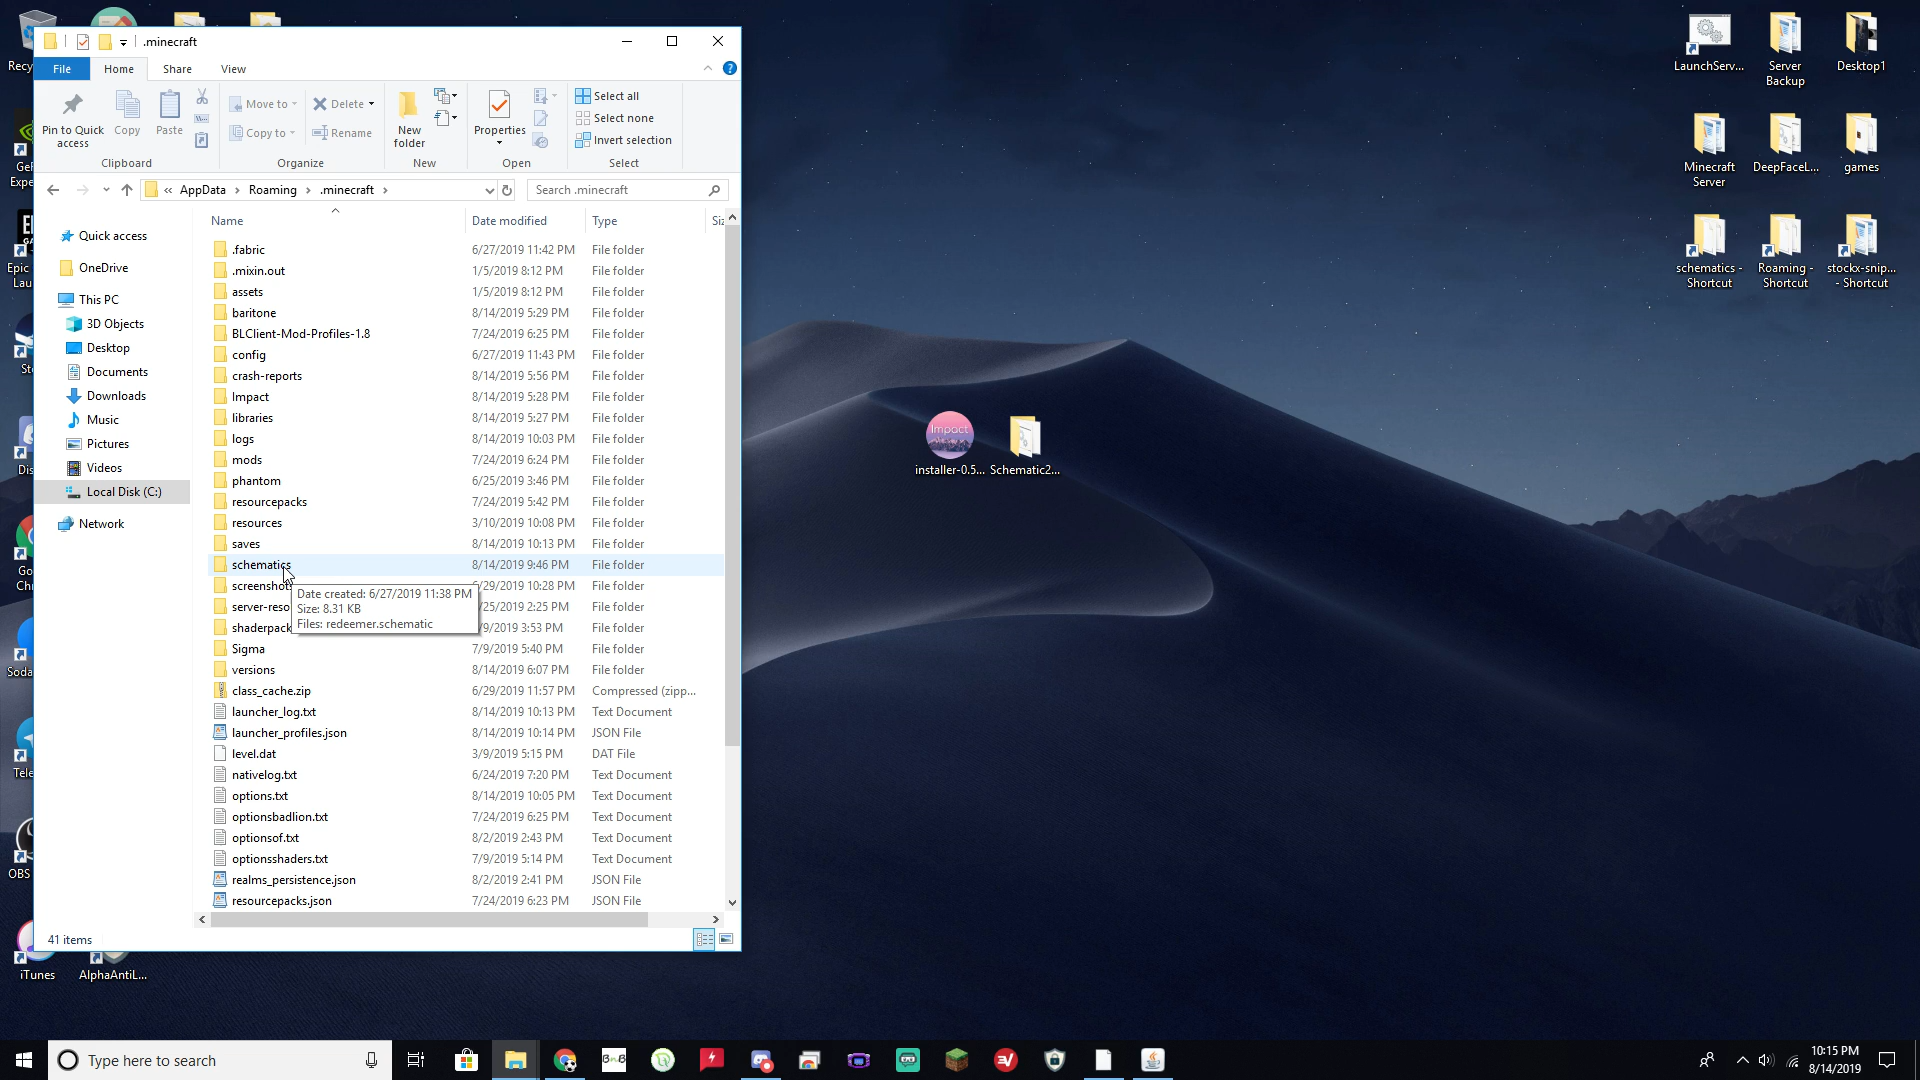 .minecraft
File
Home
Share
View
Pin to Quick access
Copy
Paste
Move to
Copy to
Delete
Rename
New folder
Properties
Select all
Select none
Invert selection
Clipboard
Organize
New
Open
Select
« AppData › Roaming › .minecraft ›
Search .minecraft
Quick access
OneDrive
This PC
3D Objects
Desktop
Documents
Downloads
Music
Pictures
Videos
Local Disk (C:)
Network
Name Date modified Type
.fabric 6/27/2019 11:42 PM File folder
.mixin.out 1/5/2019 8:12 PM File folder
assets 1/5/2019 8:12 PM File folder
baritone 8/14/2019 5:29 PM File folder
BLClient-Mod-Profiles-1.8 7/24/2019 6:25 PM File folder
config 6/27/2019 11:43 PM File folder
crash-reports 8/14/2019 5:56 PM File folder
Impact 8/14/2019 5:28 PM File folder
libraries 8/14/2019 5:27 PM File folder
logs 8/14/2019 10:03 PM File folder
mods 7/24/2019 6:24 PM File folder
phantom 6/25/2019 3:46 PM File folder
resourcepacks 7/24/2019 5:42 PM File folder
resources 3/10/2019 10:08 PM File folder
saves 8/14/2019 10:13 PM File folder
schematics 8/14/2019 9:46 PM File folder
screenshots /29/2019 10:28 PM File folder
server-reso /25/2019 2:25 PM File folder
shaderpack /9/2019 3:53 PM File folder
Date created: 6/27/2019 11:38 PM
Size: 8.31 KB
Files: redeemer.schematic
Sigma 7/9/2019 5:40 PM File folder
versions 8/14/2019 6:07 PM File folder
class_cache.zip 6/29/2019 11:57 PM Compressed (zipp...
launcher_log.txt 8/14/2019 10:13 PM Text Document
launcher_profiles.json 8/14/2019 10:14 PM JSON File
level.dat 3/9/2019 5:15 PM DAT File
nativelog.txt 6/24/2019 7:20 PM Text Document
options.txt 8/14/2019 10:05 PM Text Document
optionsbadlion.txt 7/24/2019 6:25 PM Text Document
optionsof.txt 8/2/2019 2:43 PM Text Document
optionsshaders.txt 7/9/2019 5:14 PM Text Document
realms_persistence.json 8/2/2019 2:41 PM JSON File
resourcepacks.json 7/24/2019 6:23 PM JSON File
41 items
iTunes
AlphaAntiL...
Impact
installer-0.5...
Schematic2...
LaunchServ...
Server Backup
Desktop1
Minecraft Server
DeepFaceL...
games
schematics - Shortcut
Roaming - Shortcut
stockx-snip... - Shortcut
Type here to search
BnB
10:15 PM
8/14/2019